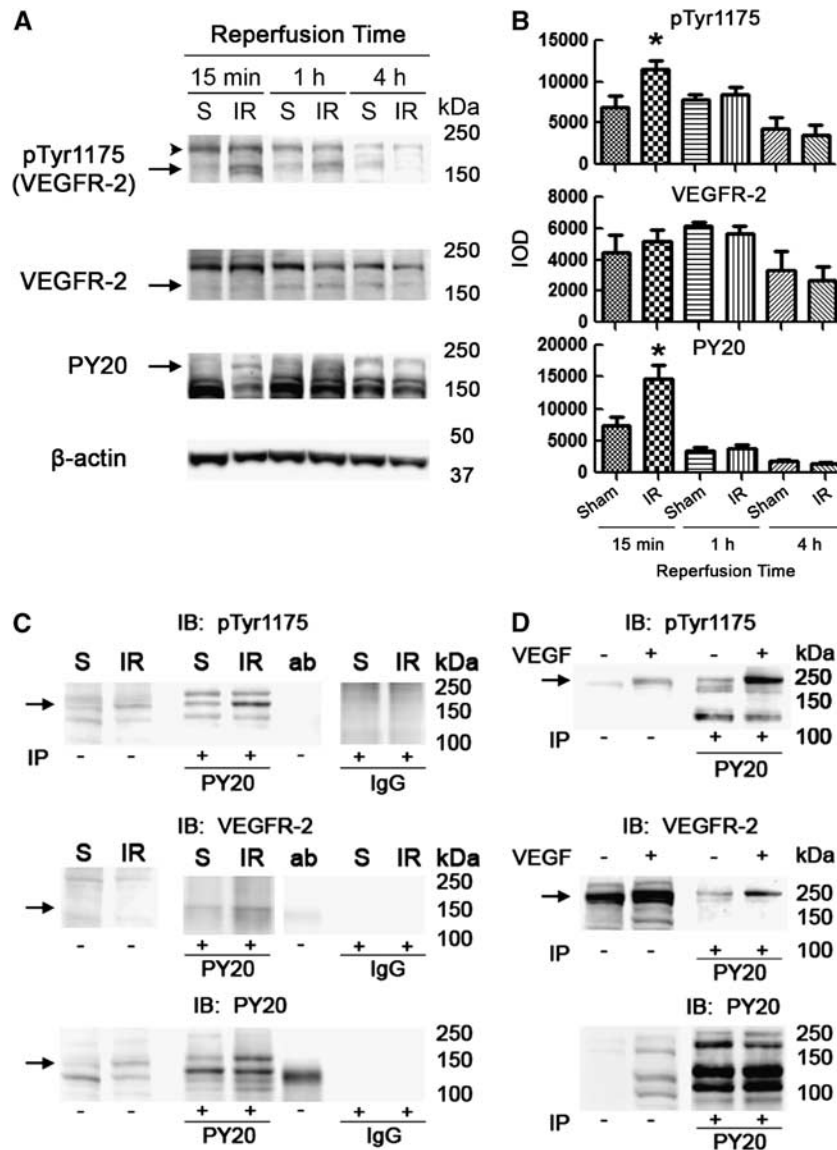 A
Reperfusion Time
15 min 1 h 4 h
S IR S IR S IR kDa
pTyr1175
(VEGFR-2)
250
150
VEGFR-2
250
150
PY20
250
150
β-actin
50
37
B
pTyr1175
15000
10000
5000
0
*
VEGFR-2
8000
6000
4000
2000
0
IOD
PY20
20000
15000
10000
5000
0
*
Sham IR Sham IR Sham IR
15 min 1 h 4 h
Reperfusion Time
C
IB: pTyr1175
S IR S IR ab S IR kDa
250
150
100
IP - - + + - + +
PY20 IgG
IB: VEGFR-2
S IR S IR ab S IR kDa
250
150
100
- - + + - + +
PY20 IgG
IB: PY20
250
150
100
- - + + - + +
PY20 IgG
D
IB: pTyr1175
VEGF - + - + kDa
250
150
100
IP - - + +
PY20
IB: VEGFR-2
VEGF - + - + kDa
250
150
100
IP - - + +
PY20
IB: PY20
250
150
100
IP - - + +
PY20